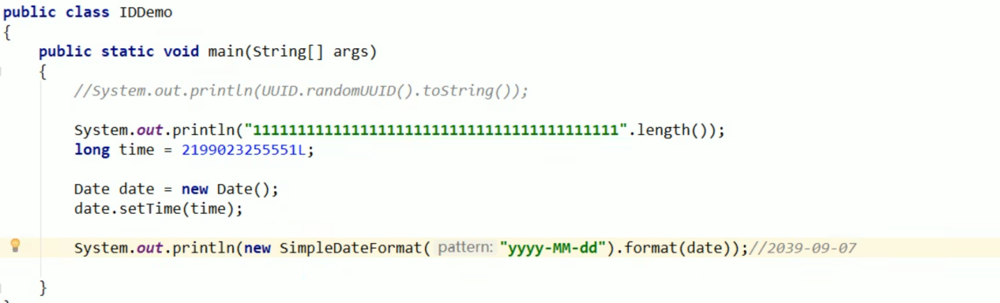 public class IDDemo
{
public static void main(String[] args)
{
//System.out.println(UUID.randomUUID().toString());
System.out.println("11111111111111111111111111111111111111111".length());
long time = 2199023255551L;
Date date = new Date();
date.setTime(time);
System.out.println(new SimpleDateFormat( pattern: "yyyy-MM-dd").format(date));//2039-09-07
}